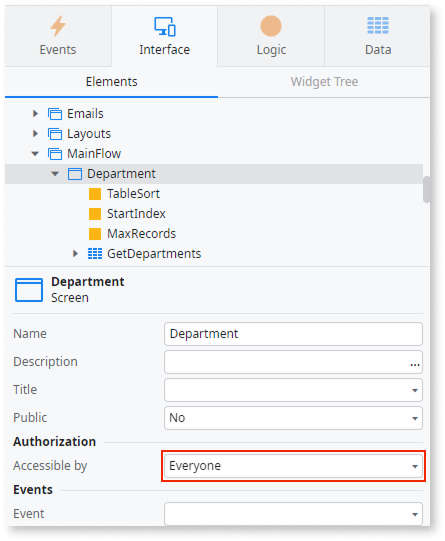 Events Interface Logic Data
Elements Widget Tree
Emails
Layouts
MainFlow
Department
TableSort
StartIndex
MaxRecords
GetDepartments
Department
Screen
Name Department
Description ...
Title
Public No
Authorization
Accessible by Everyone
Events
Event